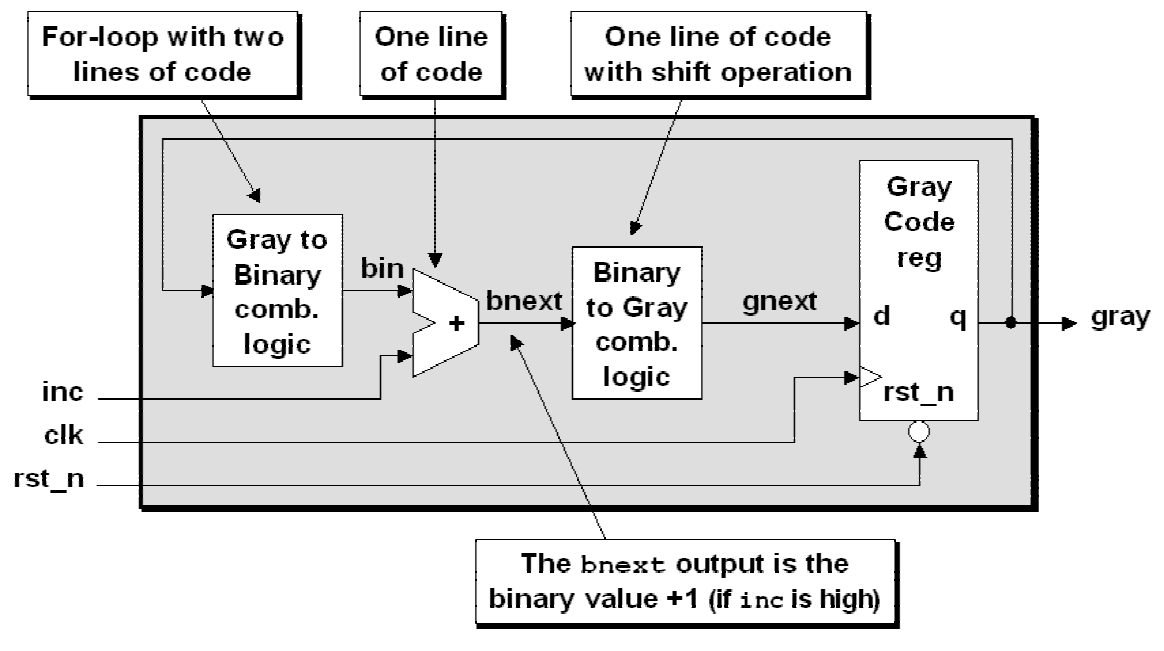 For-loop with two
lines of code
One line
of code
One line of code
with shift operation
Gray to
Binary
comb.
logic
bin
+
bnext
Binary
to Gray
comb.
logic
gnext
Gray
Code
reg
d
q
rst_n
gray
inc
clk
rst_n
The bnext output is the
binary value +1 (if inc is high)